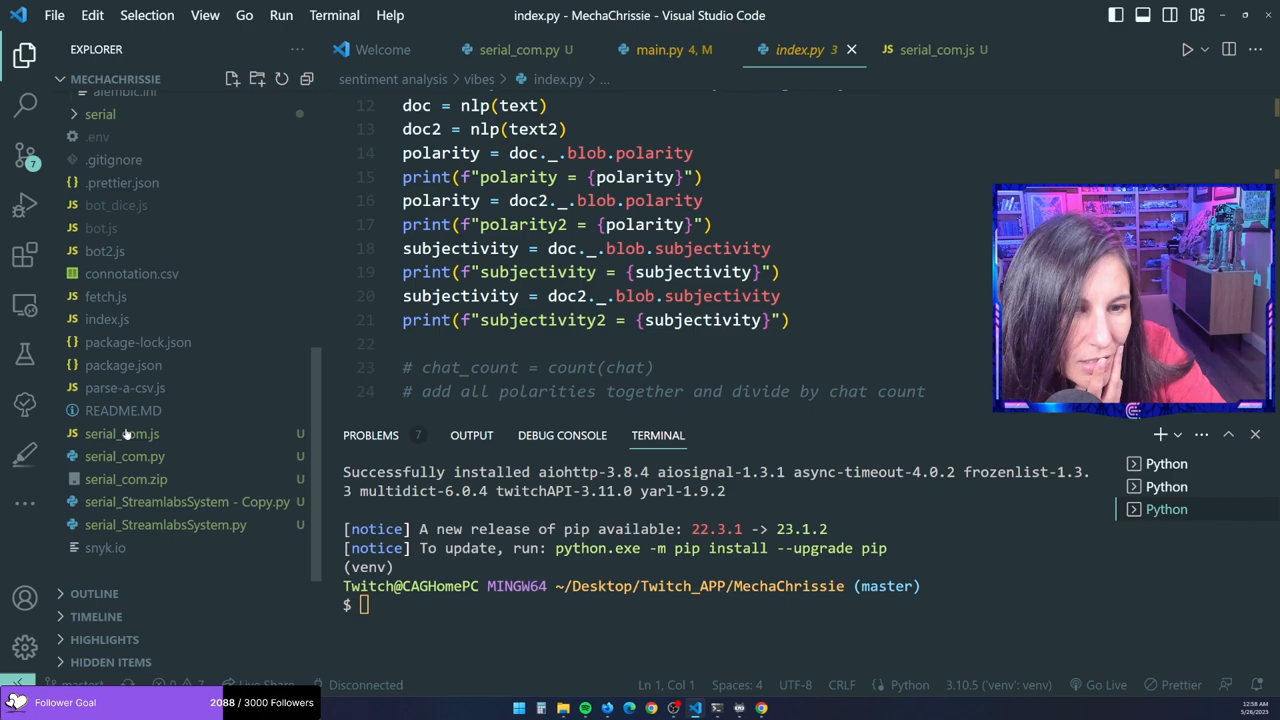 File Edit Selection View Go Run Terminal Help
index.py - MechaChrissie - Visual Studio Code
EXPLORER
Welcome
serial_com.py U
main.py 4, M
index.py 3
serial_com.js U
MECHACHRISSIE
sentiment analysis > vibes > index.py > ...
alembic.ini
serial
.env
.gitignore
.prettier.json
bot_dice.js
bot.js
bot2.js
connotation.csv
fetch.js
index.js
package-lock.json
package.json
parse-a-csv.js
README.MD
serial_com.js U
serial_com.py U
serial_com.zip U
serial_StreamlabsSystem - Copy.py U
serial_StreamlabsSystem.py U
snyk.io
OUTLINE
TIMELINE
HIGHLIGHTS
HIDDEN ITEMS
7
12 doc = nlp(text)
13 doc2 = nlp(text2)
14 polarity = doc._.blob.polarity
15 print(f"polarity = {polarity}")
16 polarity = doc2._.blob.polarity
17 print(f"polarity2 = {polarity}")
18 subjectivity = doc._.blob.subjectivity
19 print(f"subjectivity = {subjectivity}")
20 subjectivity = doc2._.blob.subjectivity
21 print(f"subjectivity2 = {subjectivity}")
22
23 # chat_count = count(chat)
24 # add all polarities together and divide by chat count
PROBLEMS 7 OUTPUT DEBUG CONSOLE TERMINAL
Successfully installed aiohttp-3.8.4 aiosignal-1.3.1 async-timeout-4.0.2 frozenlist-1.3.
3 multidict-6.0.4 twitchAPI-3.11.0 yarl-1.9.2
[notice] A new release of pip available: 22.3.1 -> 23.1.2
[notice] To update, run: python.exe -m pip install --upgrade pip
(venv)
Twitch@CAGHomePC MINGW64 ~/Desktop/Twitch_APP/MechaChrissie (master)
$
Python
Python
Python
master* 7 Live Share Disconnected
Ln 1, Col 1 Spaces: 4 UTF-8 CRLF Python 3.10.5 ('venv': venv) Go Live Prettier
Follower Goal 2088 / 3000 Followers
12:58 AM
5/26/2023